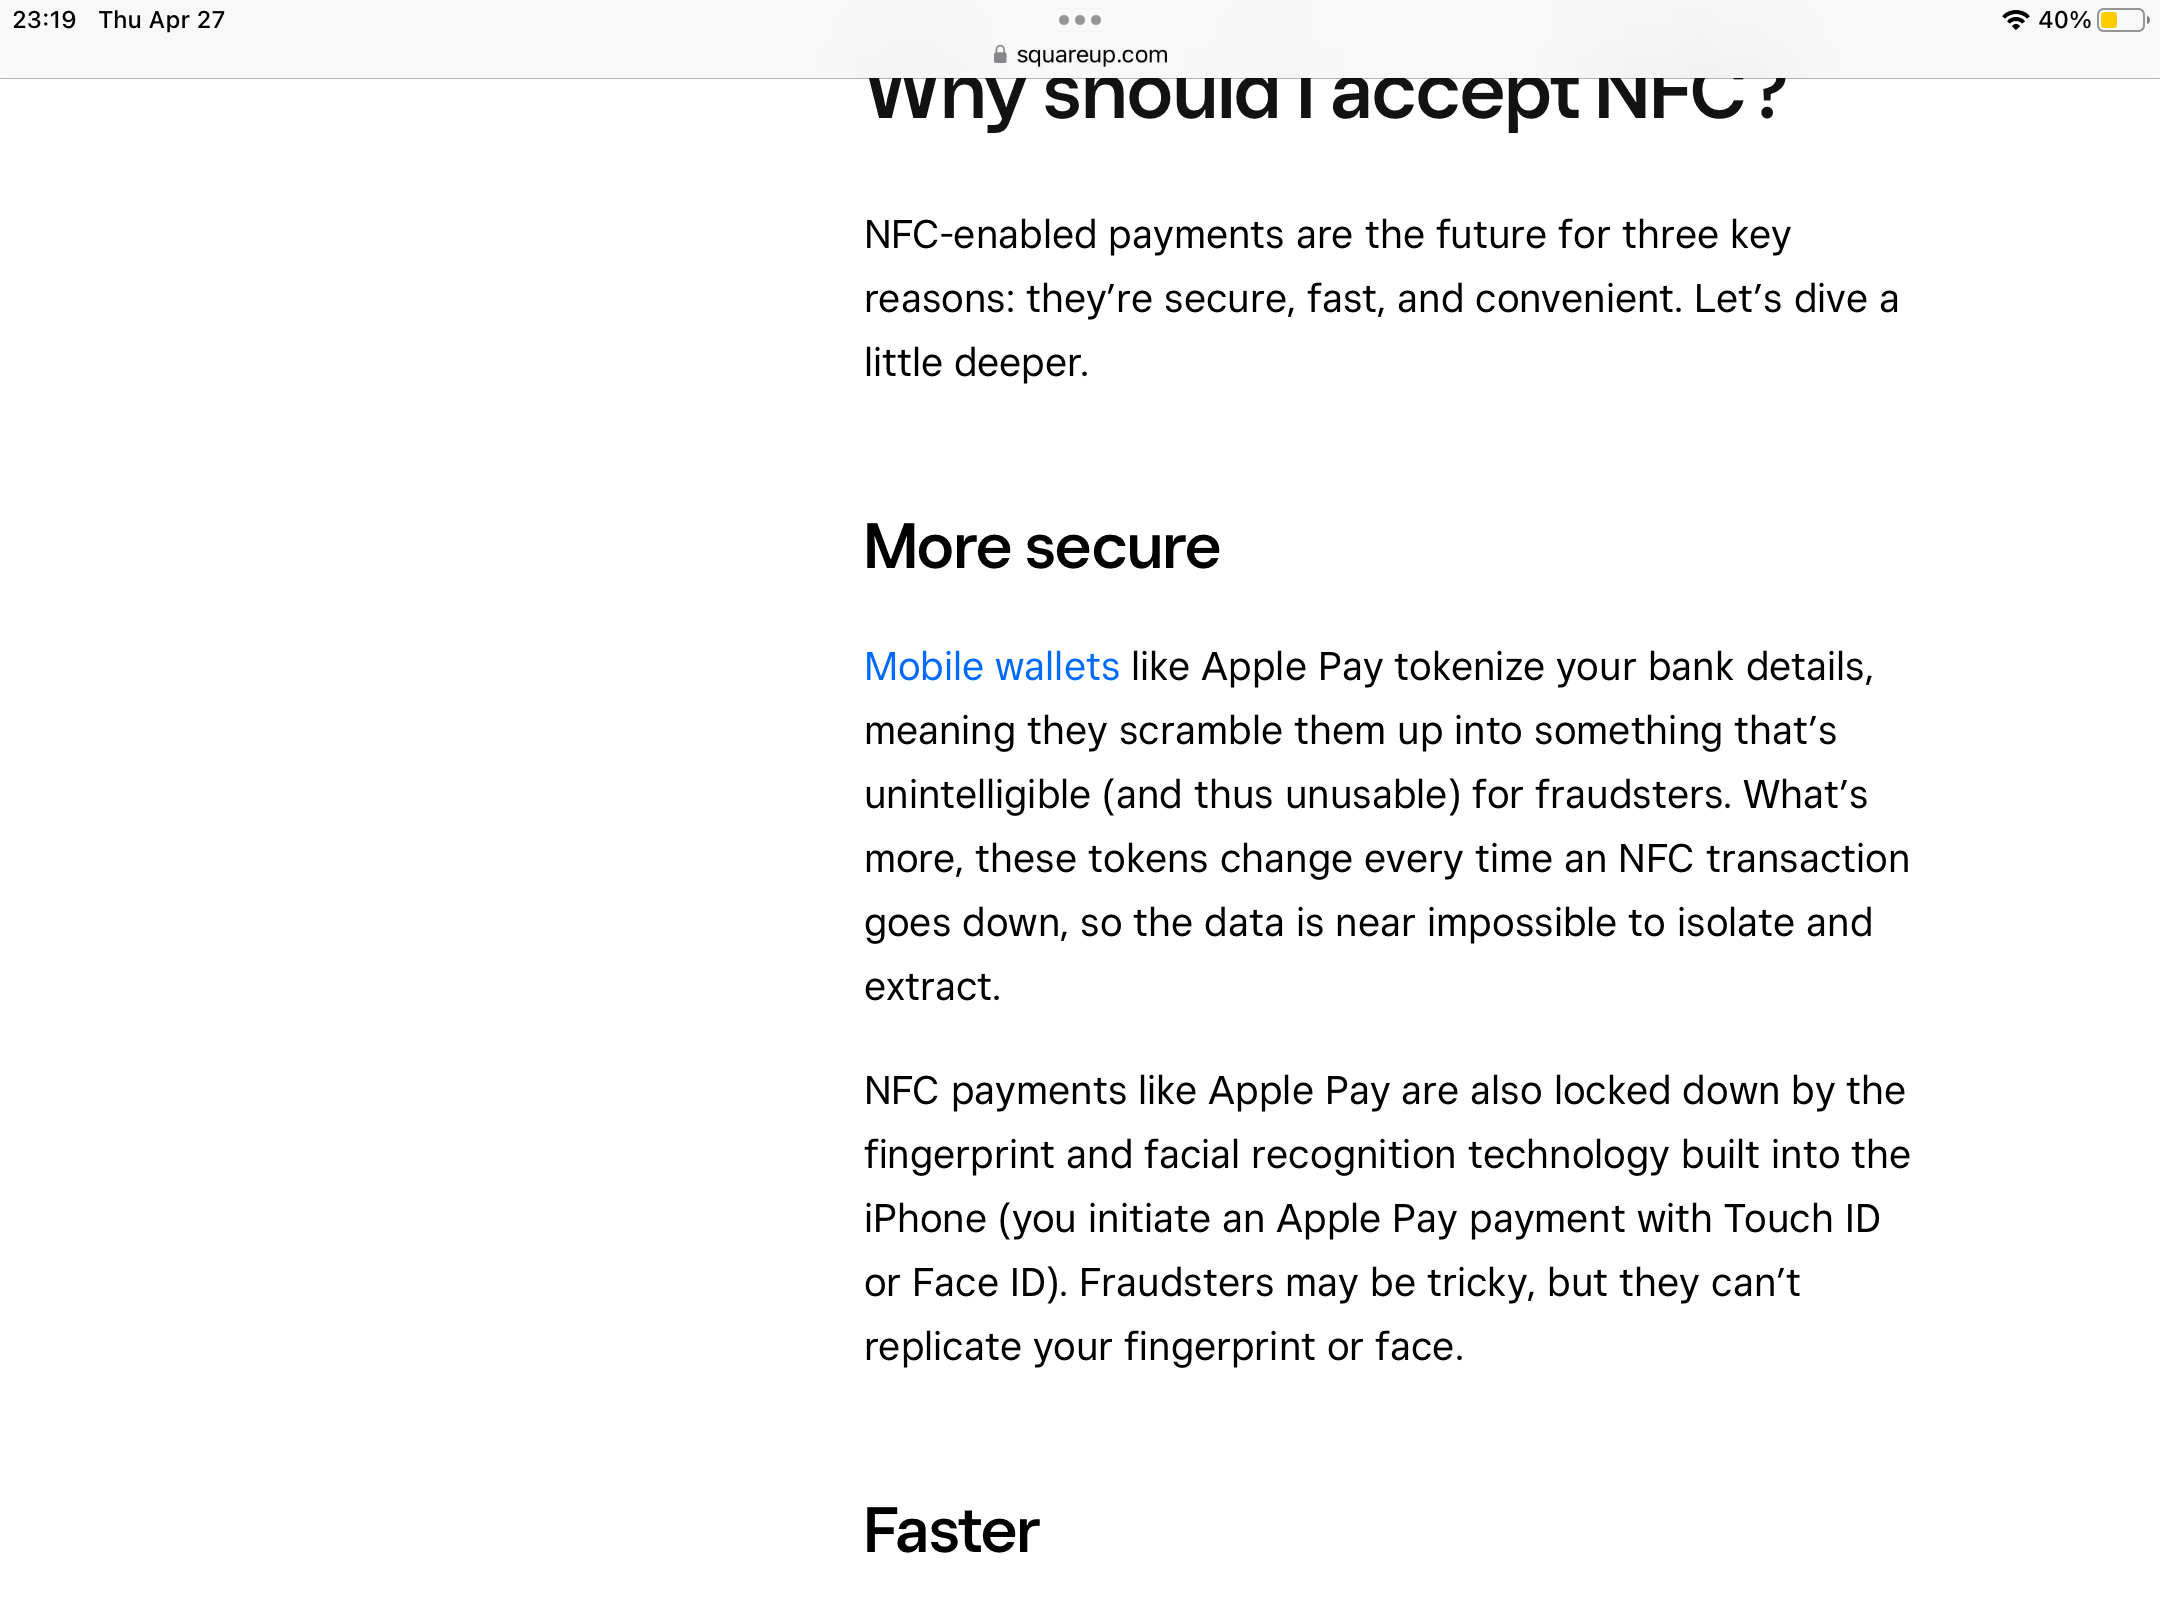 23:19 Thu Apr 27
40%
squareup.com
Why should I accept NFC?
NFC-enabled payments are the future for three key
reasons: they’re secure, fast, and convenient. Let’s dive a
little deeper.
More secure
Mobile wallets like Apple Pay tokenize your bank details,
meaning they scramble them up into something that’s
unintelligible (and thus unusable) for fraudsters. What’s
more, these tokens change every time an NFC transaction
goes down, so the data is near impossible to isolate and
extract.
NFC payments like Apple Pay are also locked down by the
fingerprint and facial recognition technology built into the
iPhone (you initiate an Apple Pay payment with Touch ID
or Face ID). Fraudsters may be tricky, but they can’t
replicate your fingerprint or face.
Faster